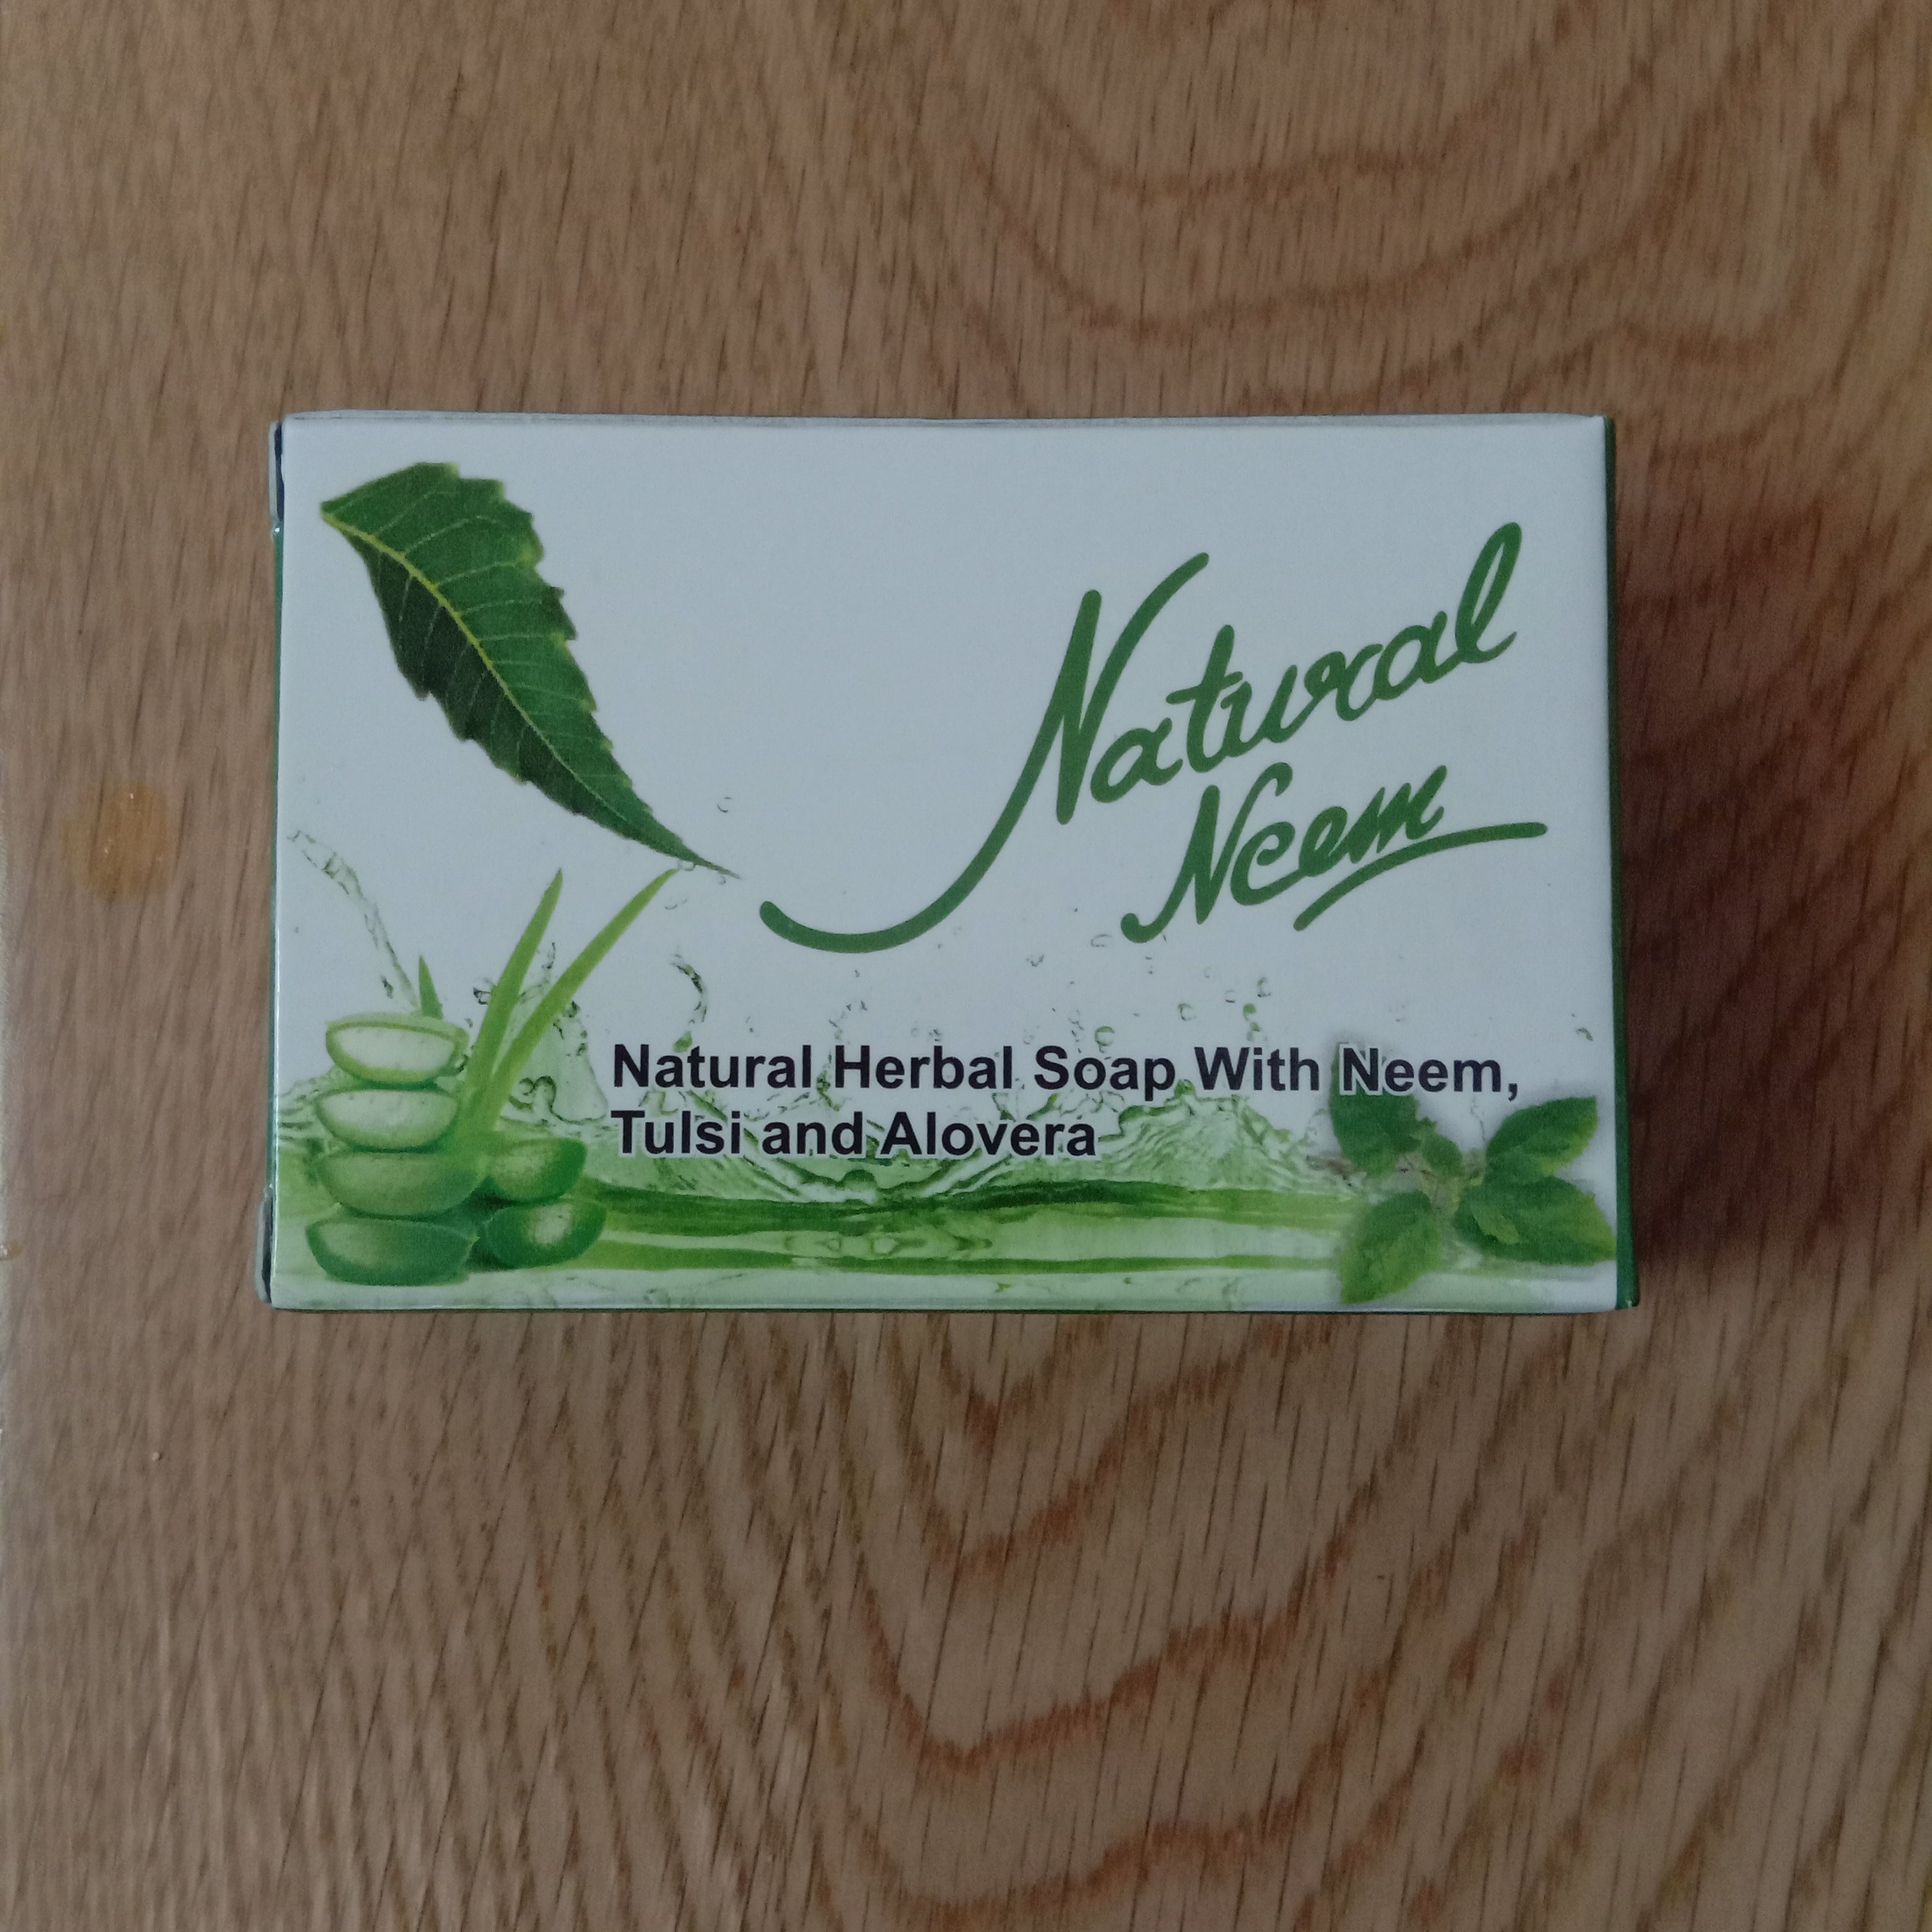 Natural
Neem
Natural Herbal Soap With Neem,
Tulsi and Alovera